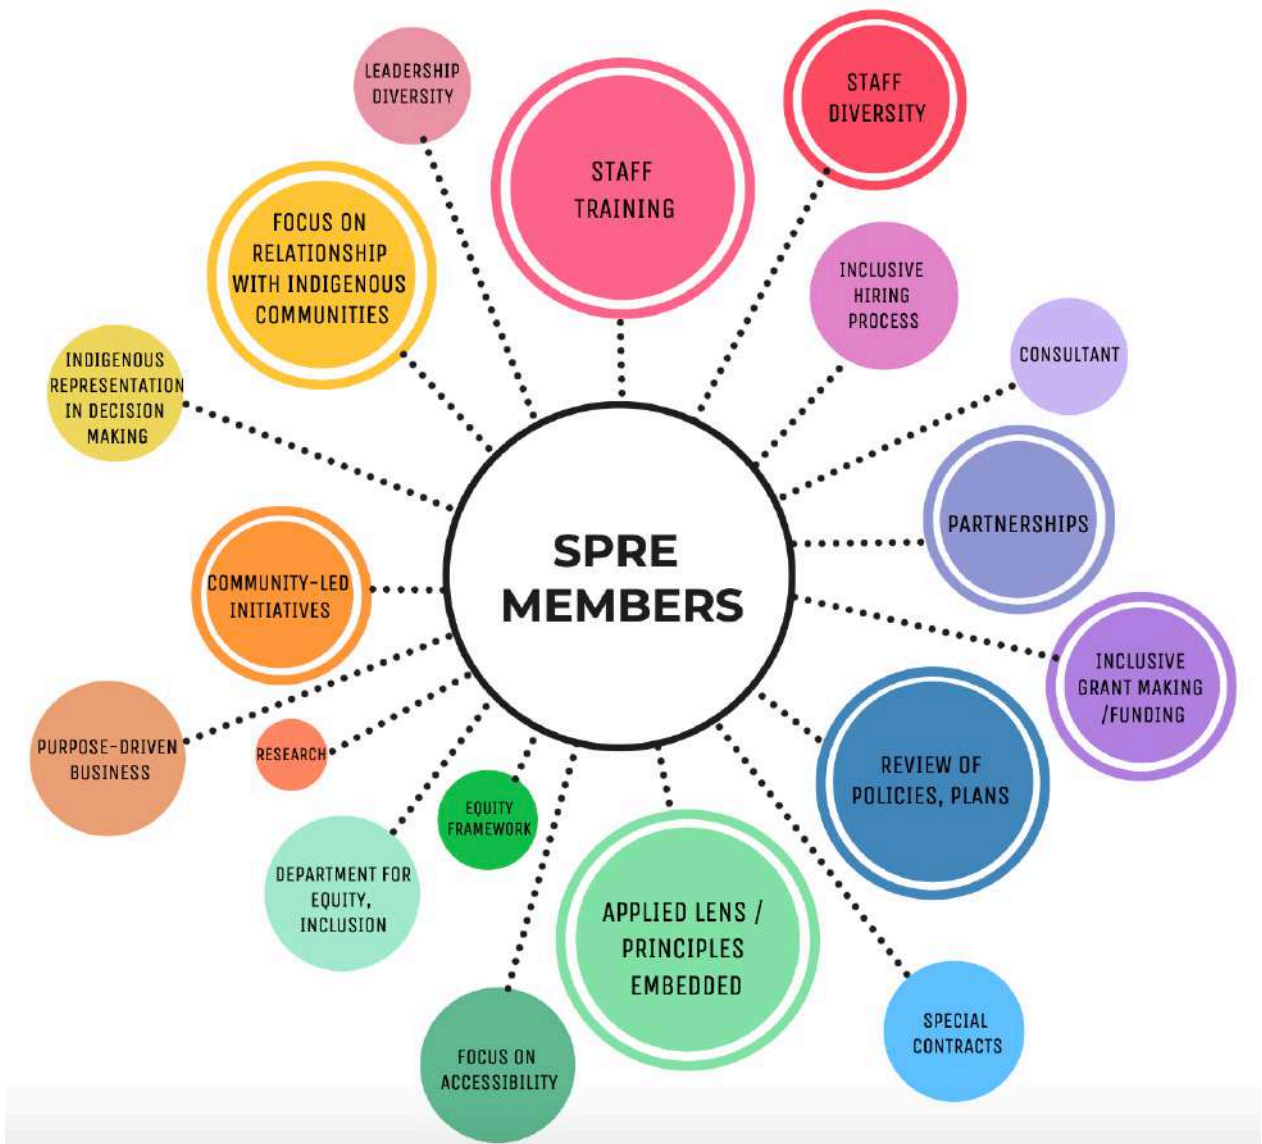 LEADERSHIP
DIVERSITY
STAFF
TRAINING
STAFF
DIVERSITY
FOCUS ON
RELATIONSHIP
WITH INDIGENOUS
COMMUNITIES
INCLUSIVE
HIRING
PROCESS
INDIGENOUS
REPRESENTATION
IN DECISION
MAKING
CONSULTANT
SPRE
MEMBERS
PARTNERSHIPS
COMMUNITY-LED
INITIATIVES
INCLUSIVE
GRANT MAKING
/FUNDING
PURPOSE-DRIVEN
BUSINESS
RESEARCH
EQUITY
FRAMEWORK
REVIEW OF
POLICIES, PLANS
DEPARTMENT FOR
EQUITY,
INCLUSION
APPLIED LENS /
PRINCIPLES
EMBEDDED
FOCUS ON
ACCESSIBILITY
SPECIAL
CONTRACTS